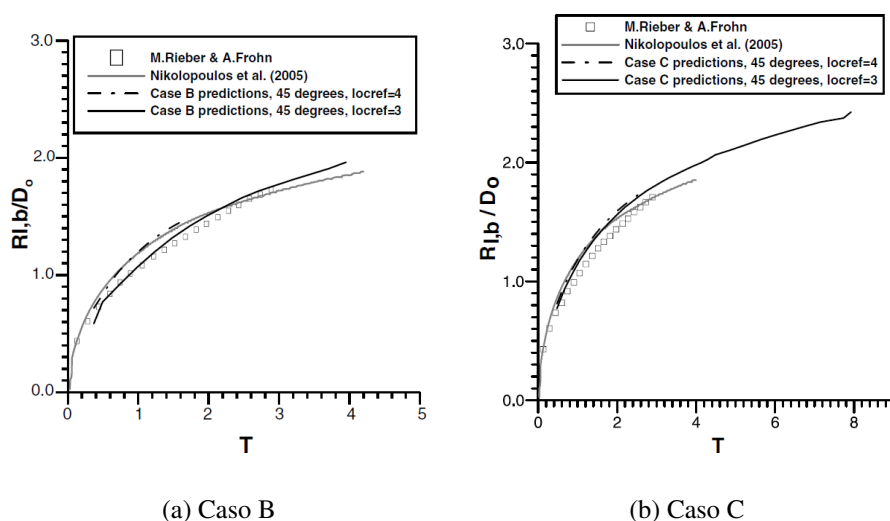 3.0
M.Rieber & A.Frohn
Nikolopoulos et al. (2005)
Case B predictions, 45 degrees, locref=4
Case B predictions, 45 degrees, locref=3
2.0
1.0
0.0
RI,b/Do
0
1
2
3
4
5
T
(a) Caso B
3.0
M.Rieber & A.Frohn
Nikolopoulos et al. (2005)
Case C predictions, 45 degrees, locref=4
Case C predictions, 45 degrees, locref=3
2.0
1.0
0.0
RI,b / Do
0
2
4
6
8
T
(b) Caso C